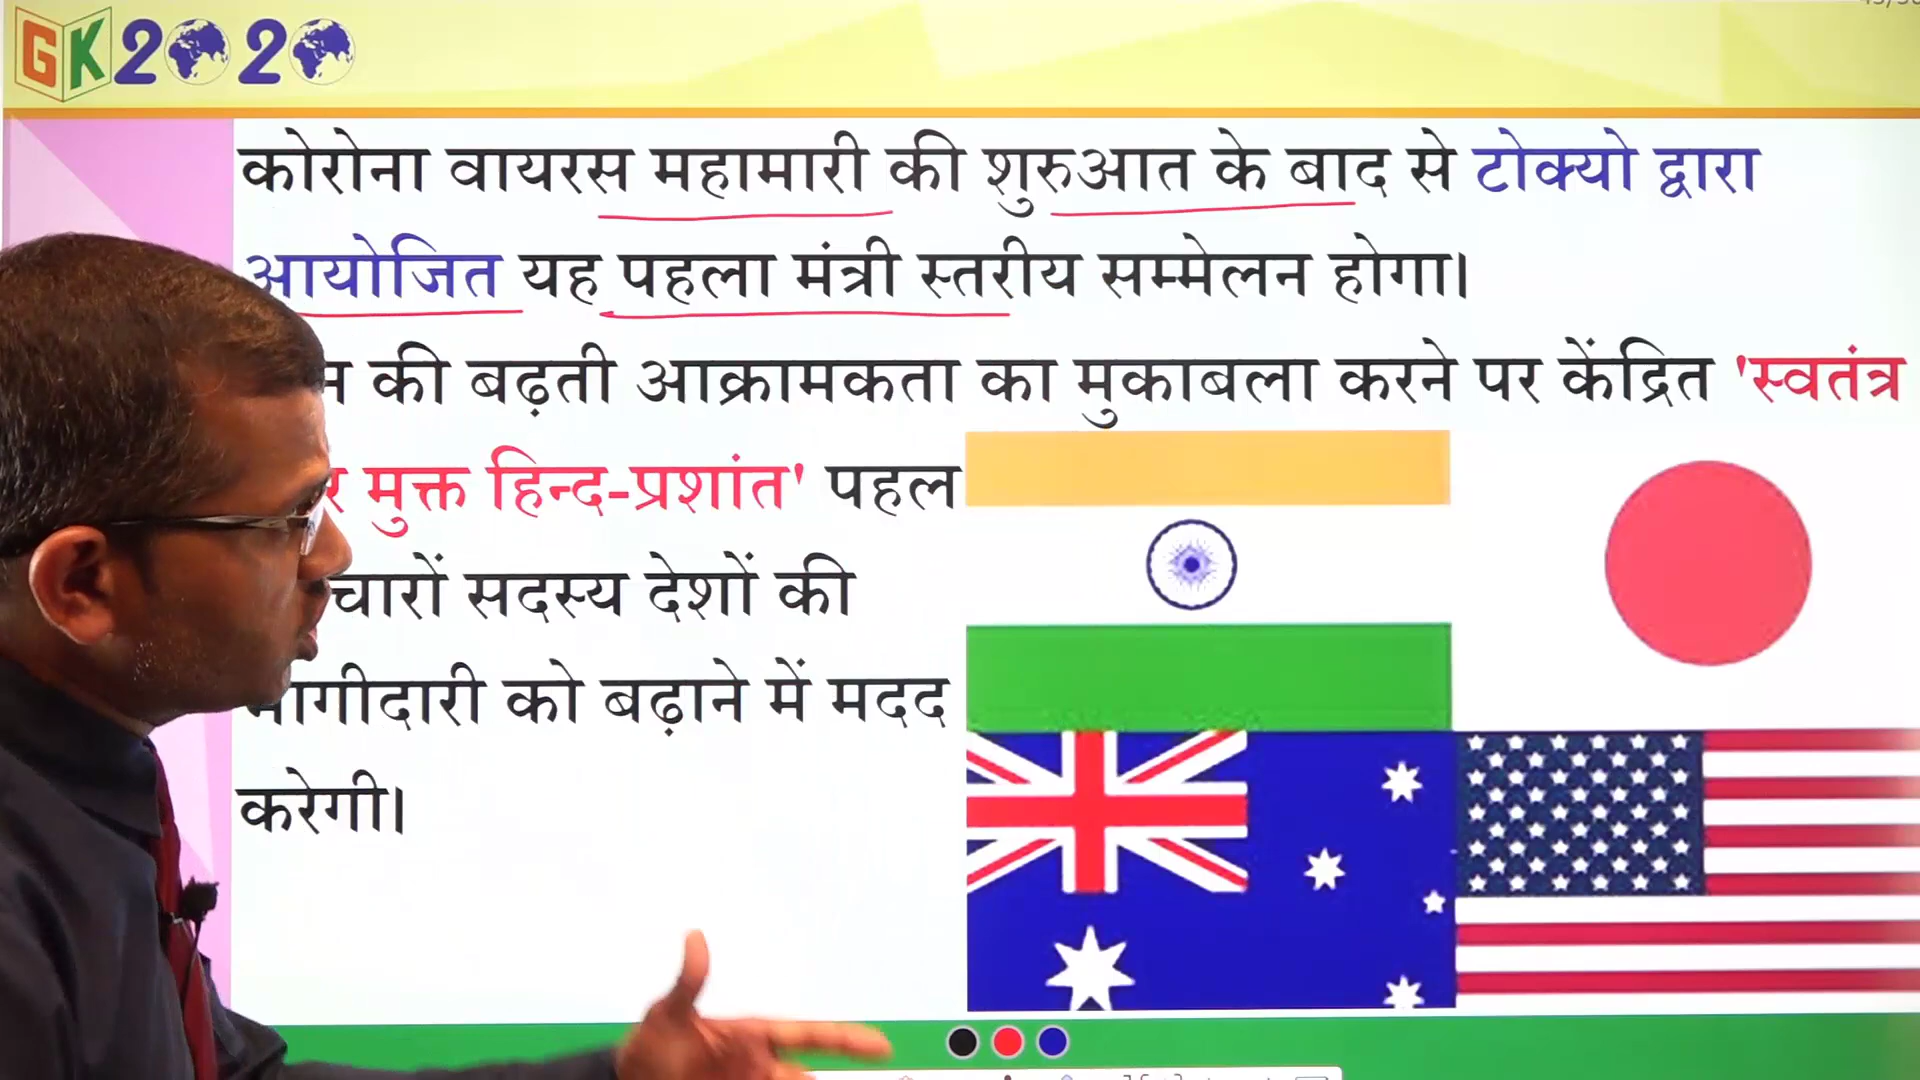 GK2020
कोरोना वायरस महामारी की शुरुआत के बाद से टोक्यो द्वारा
आयोजित यह पहला मंत्री स्तरीय सम्मेलन होगा।
की बढ़ती आक्रामकता का मुकाबला करने पर केंद्रित 'स्वतंत्र
मुक्त हिन्द-प्रशांत' पहल
चारों सदस्य देशों की
भागीदारी को बढ़ाने में मदद
करेगी।